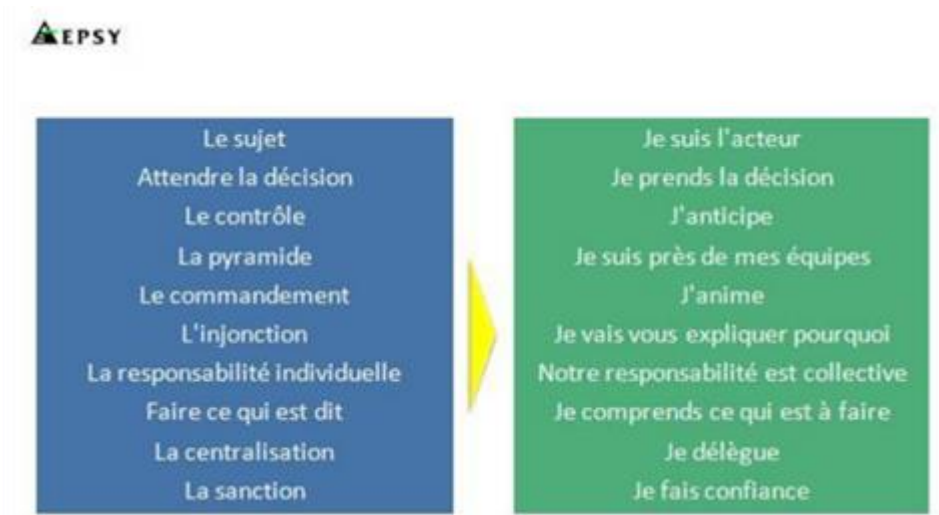 EPSY
Le sujet
Attendre la décision
Le contrôle
La pyramide
Le commandement
L'injonction
La responsabilité individuelle
Faire ce qui est dit
La centralisation
La sanction
Je suis l'acteur
Je prends la décision
J'anticipe
Je suis près de mes équipes
J'anime
Je vais vous expliquer pourquoi
Notre responsabilité est collective
Je comprends ce qui est à faire
Je délègue
Je fais confiance